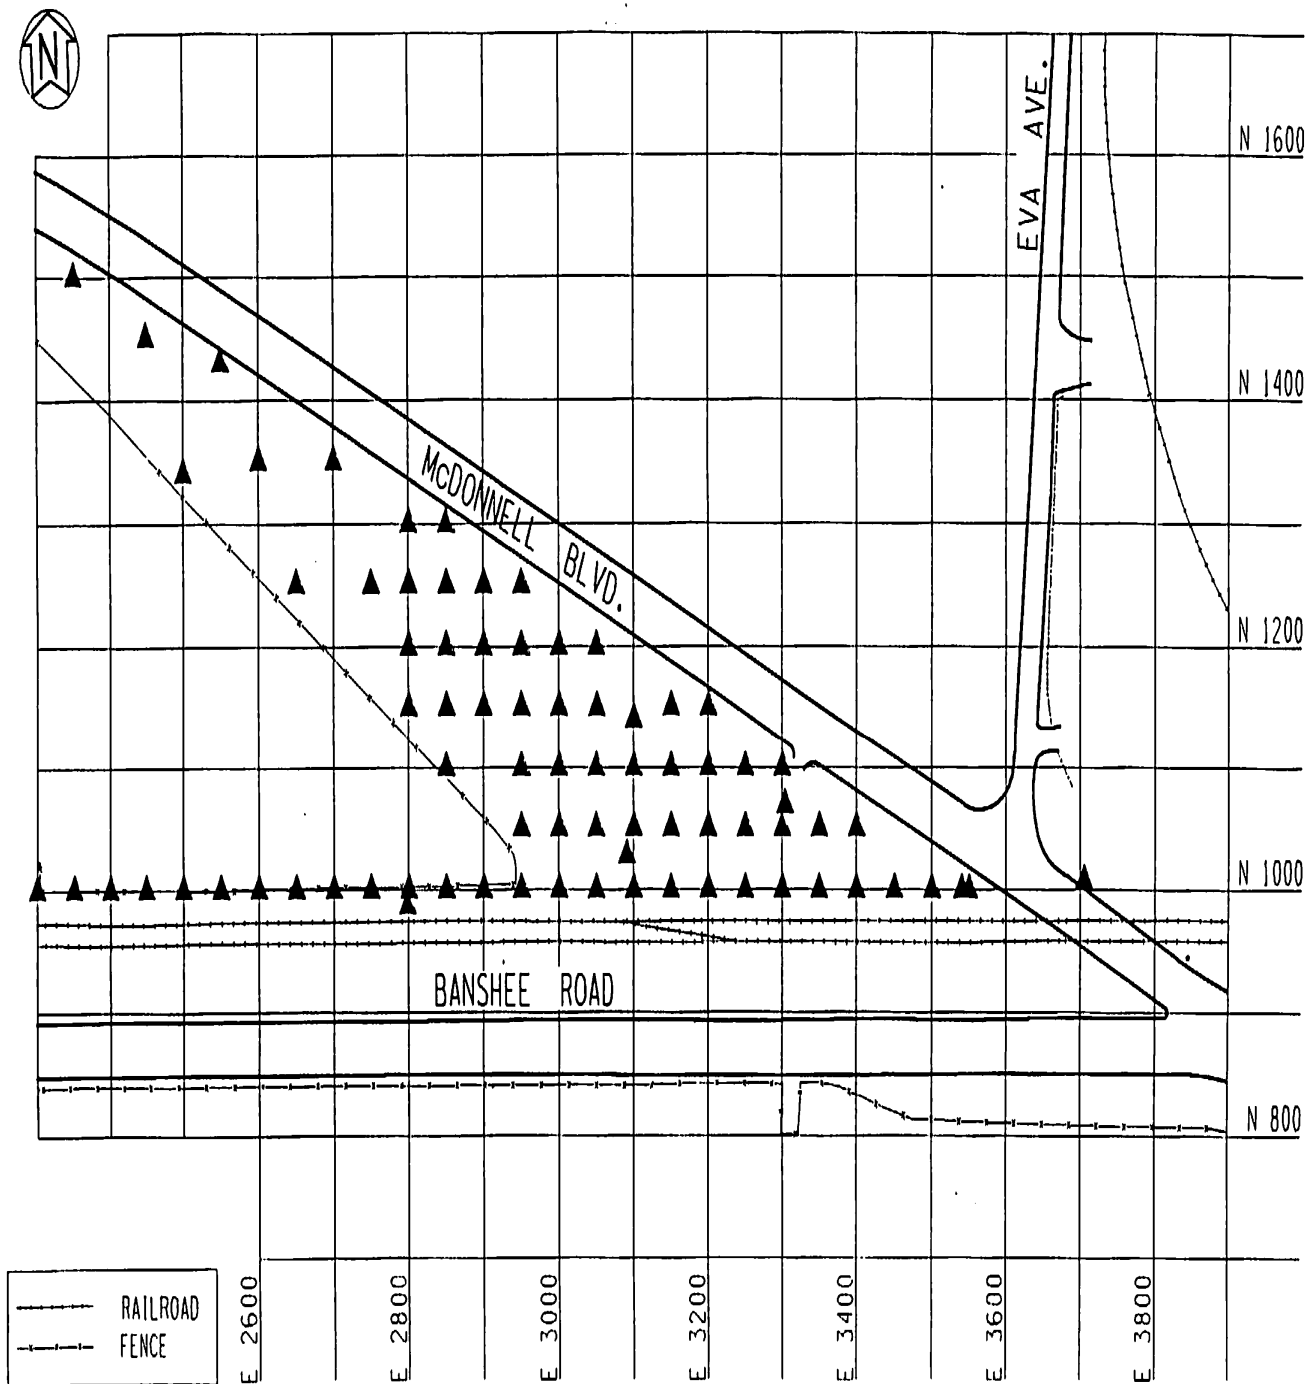 N
EVA AVE.
N 1600
N 1400
McDONNELL BLVD.
N 1200
N 1000
BANSHEE ROAD
N 800
RAILROAD
FENCE
E 2600
E 2800
E 3000
E 3200
E 3400
E 3600
E 3800